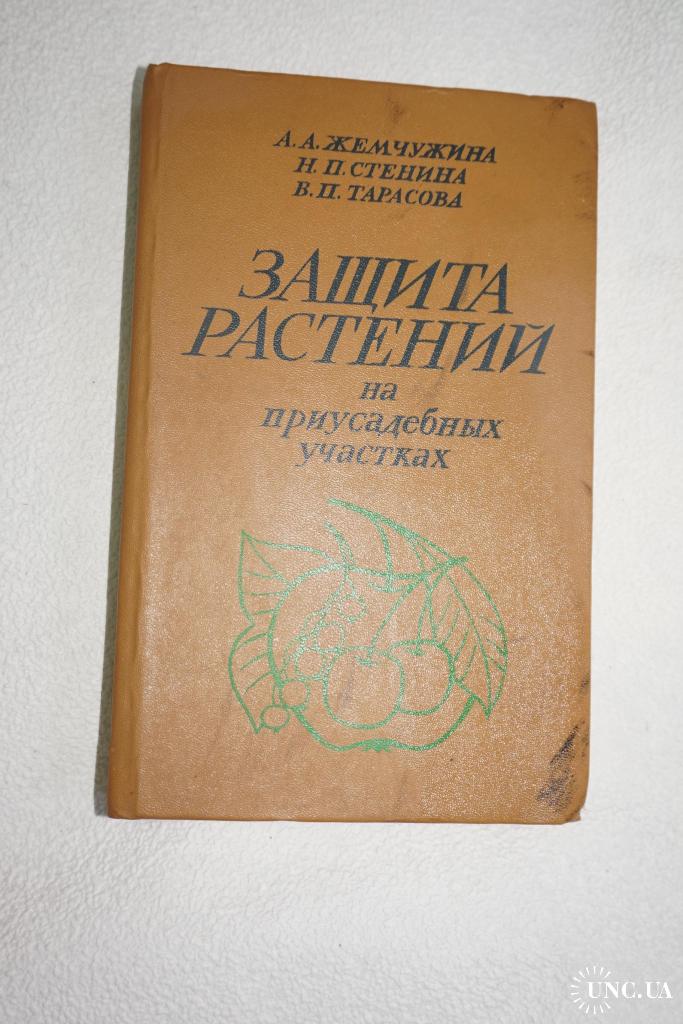 А. А. ЖЕМЧУЖИНА
Н. П. СТЕНИНА
В. П. ТАРАСОВА
ЗАЩИТА
РАСТЕНИЙ
на
приусадебных
участках
UNC.UA